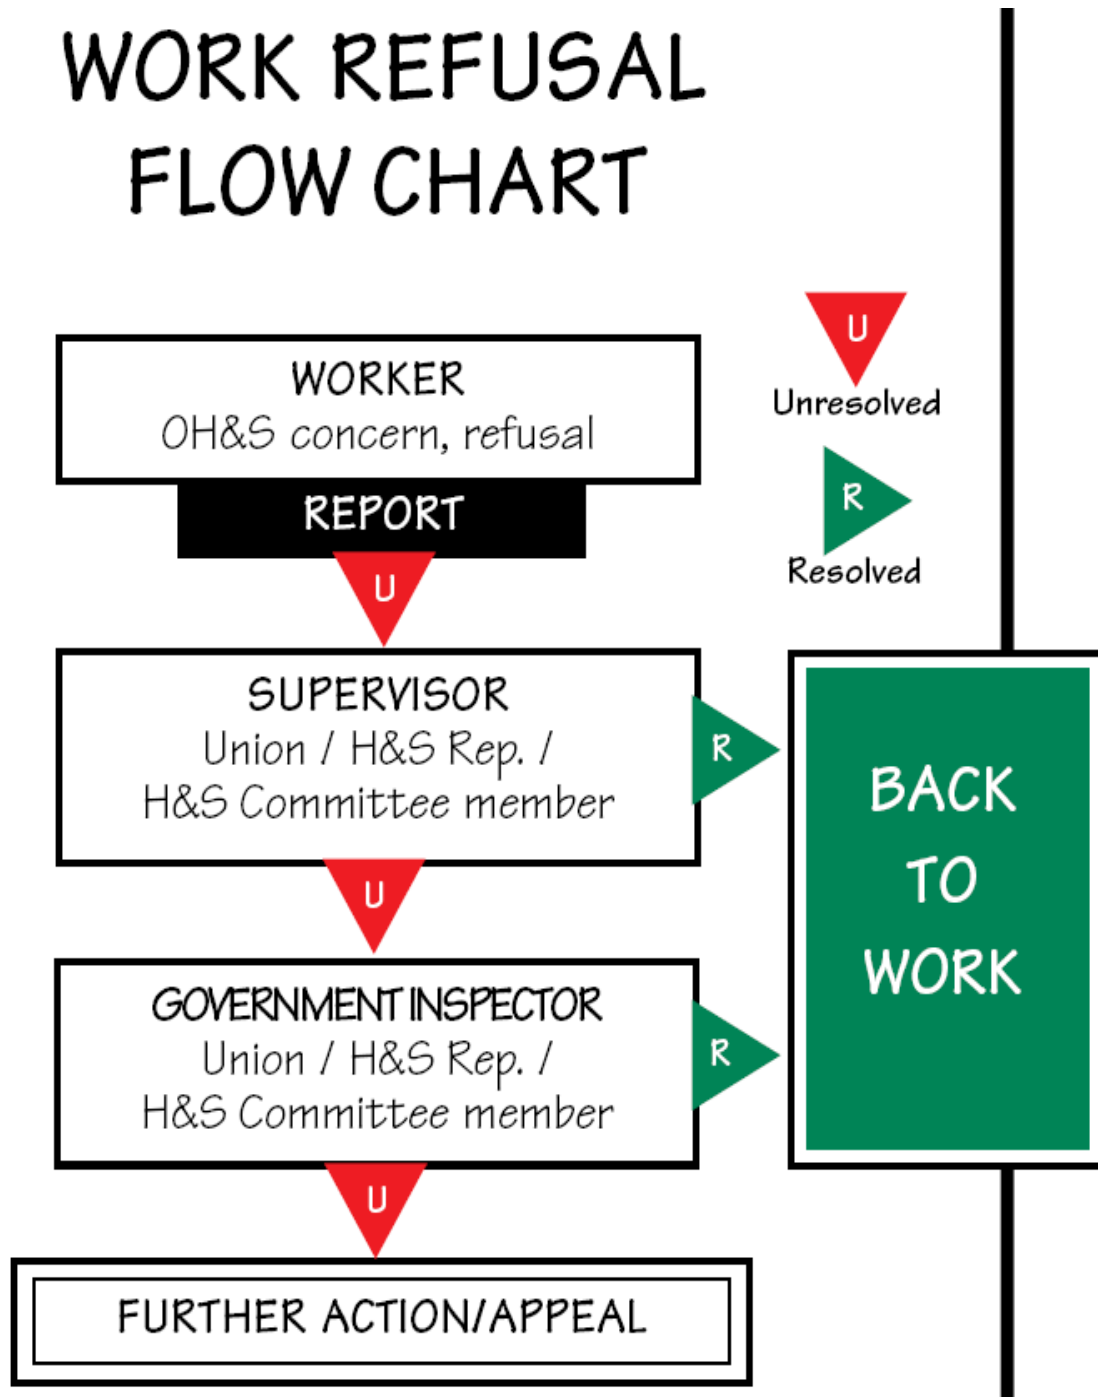 WORK REFUSAL
FLOW CHART
U
Unresolved
R
Resolved
WORKER
OH&S concern, refusal
REPORT
U
SUPERVISOR
Union / H&S Rep. /
H&S Committee member
R
BACK
TO
WORK
U
GOVERNMENT INSPECTOR
Union / H&S Rep. /
H&S Committee member
R
U
FURTHER ACTION/APPEAL